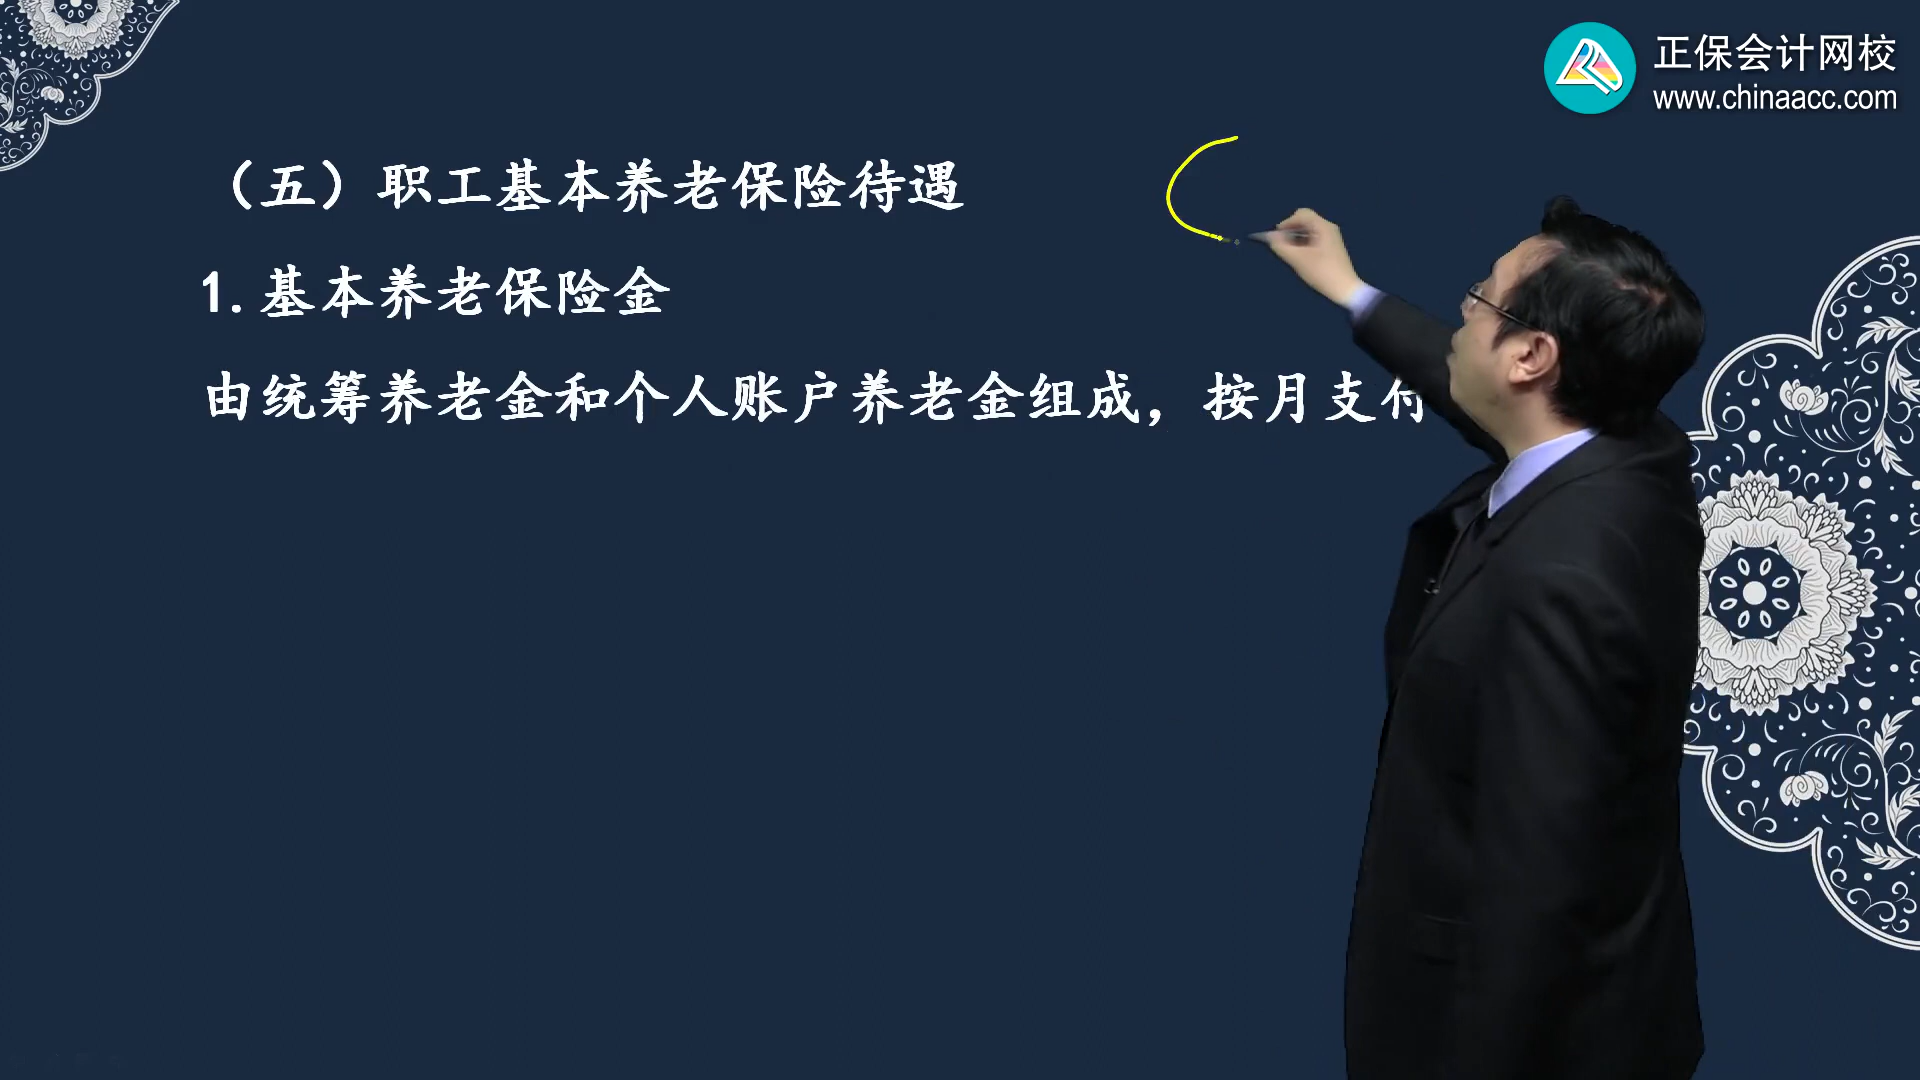 正保会计网校
www.chinaacc.com
（五）职工基本养老保险待遇
1.基本养老保险金
由统筹养老金和个人账户养老金组成，按月支付